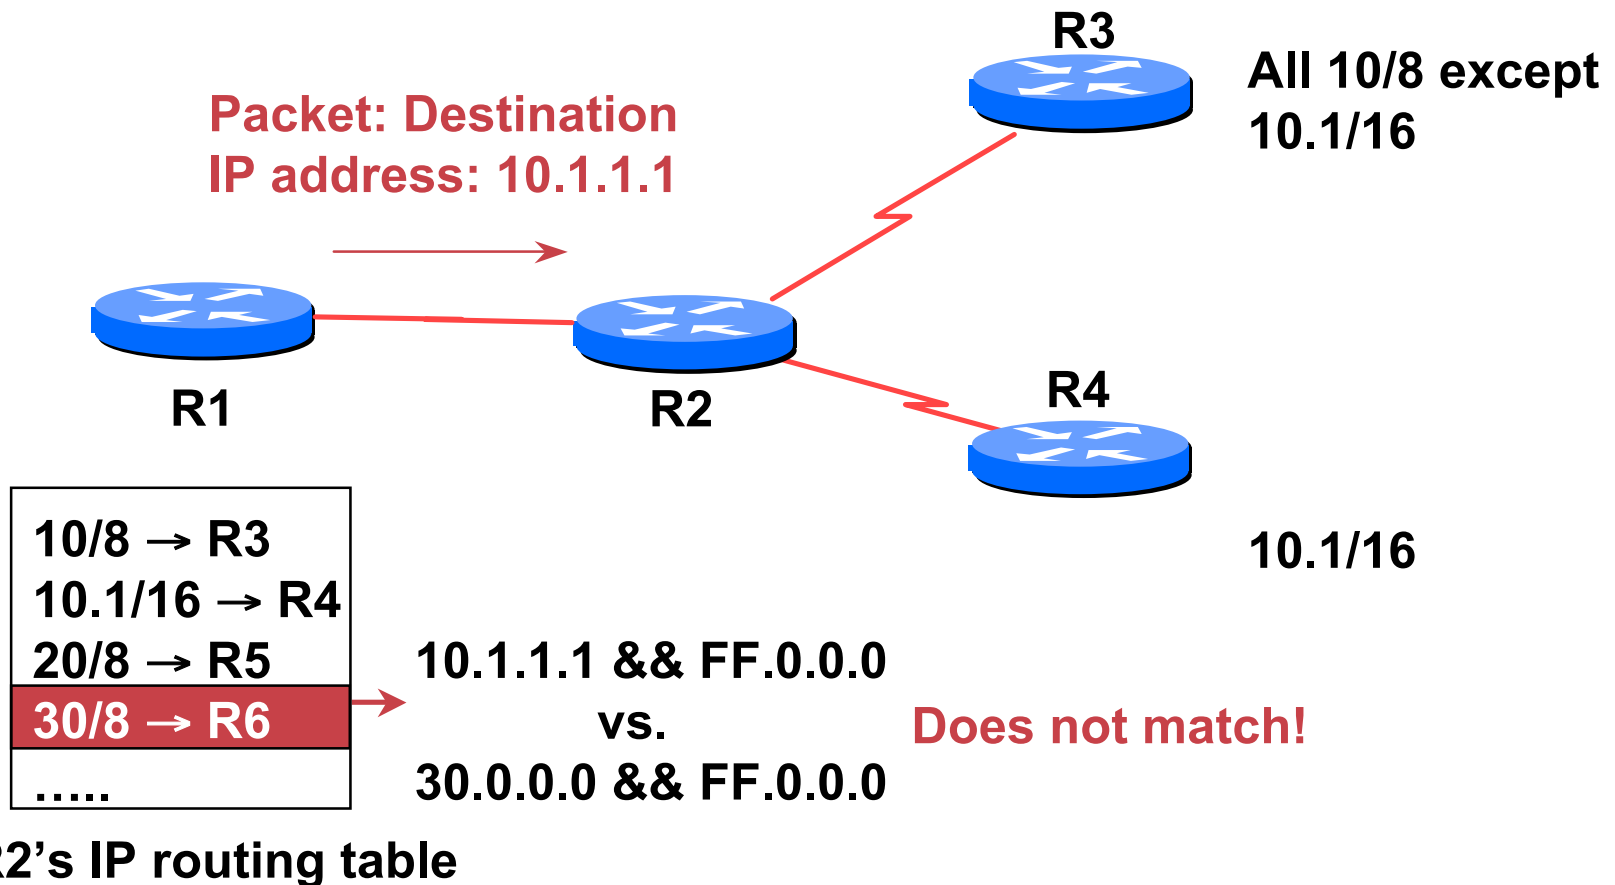 R3
All 10/8 except
10.1/16
Packet: Destination
IP address: 10.1.1.1
R1
R2
R4
10.1/16
10/8 → R3
10.1/16 → R4
20/8 → R5
30/8 → R6
…..
10.1.1.1 && FF.0.0.0
vs.
30.0.0.0 && FF.0.0.0
Does not match!
R2’s IP routing table